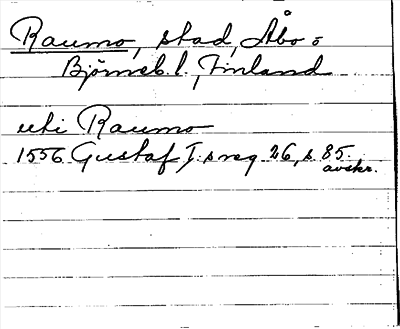 Raumo, stad, Åbo o
Björneb. l., Finland
uti Raumo
1556 Gustaf I:s reg 26, s. 85.
avskr.